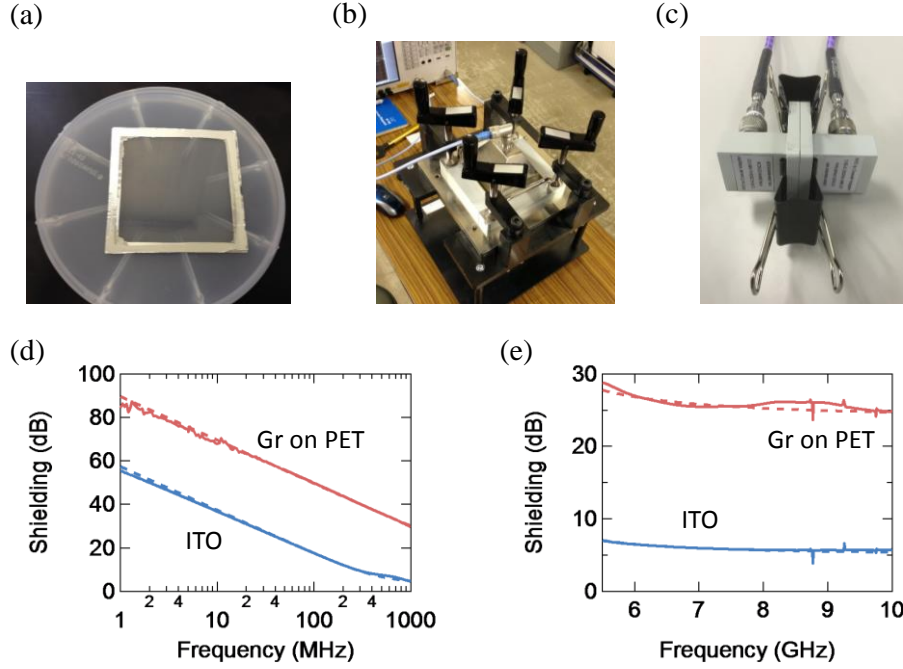 (a)
(b)
(c)
(d)
(e)
Shielding (dB)
100
80
60
40
20
0
Gr on PET
ITO
1
2
4
10
2
4
100
2
4
1000
Frequency (MHz)
Shielding (dB)
30
20
10
0
Gr on PET
ITO
6
7
8
9
10
Frequency (GHz)